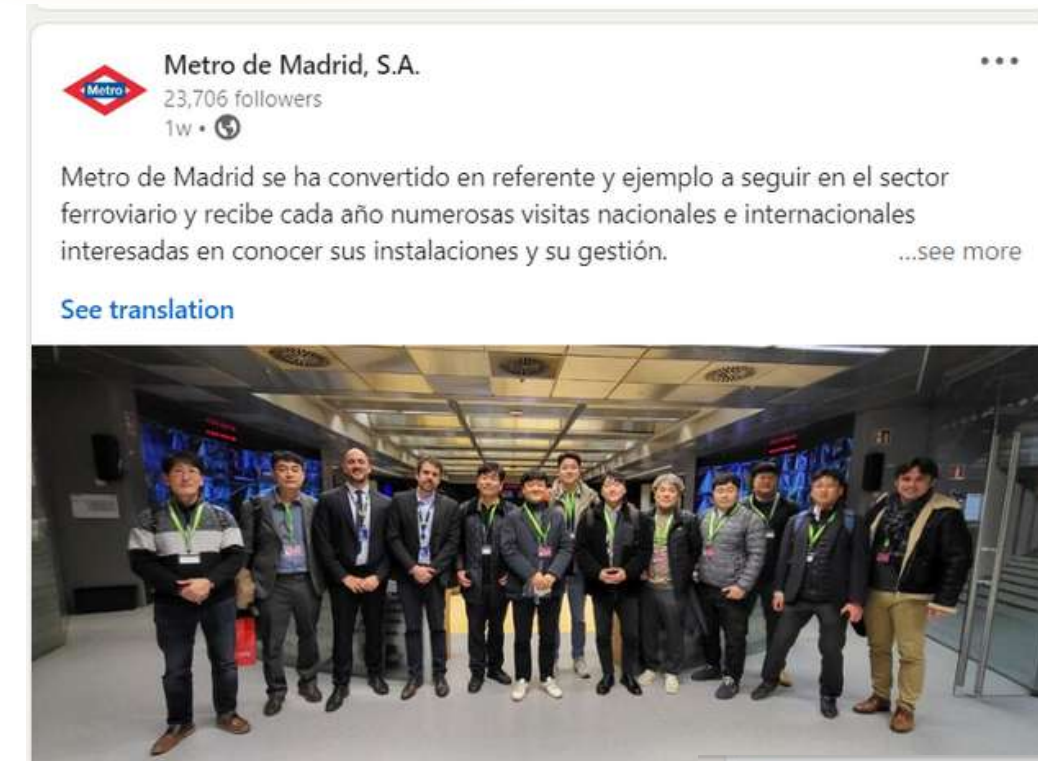 Metro de Madrid, S.A.
Metro
23,706 followers
1w •
Metro de Madrid se ha convertido en referente y ejemplo a seguir en el sector
ferroviario y recibe cada año numerosas visitas nacionales e internacionales
interesadas en conocer sus instalaciones y su gestión. ...see more
See translation